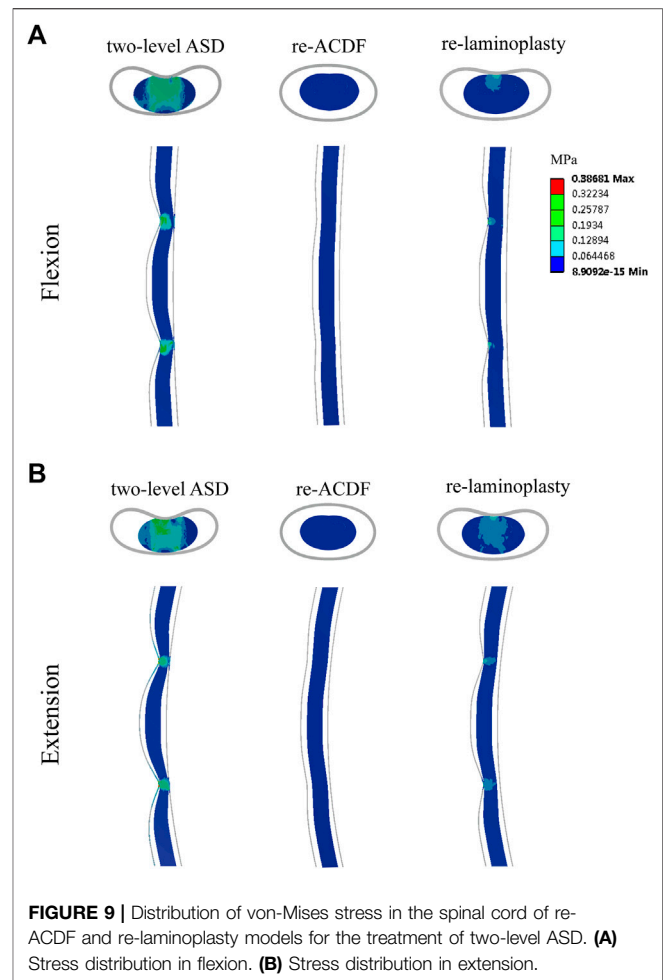 A
two-level ASD
re-ACDF
re-laminoplasty
MPa
0.38681 Max
0.32234
0.25787
0.1934
0.12894
0.064468
8.9092e-15 Min
Flexion
B
two-level ASD
re-ACDF
re-laminoplasty
Extension
FIGURE 9 | Distribution of von-Mises stress in the spinal cord of re-
ACDF and re-laminoplasty models for the treatment of two-level ASD. (A)
Stress distribution in flexion. (B) Stress distribution in extension.